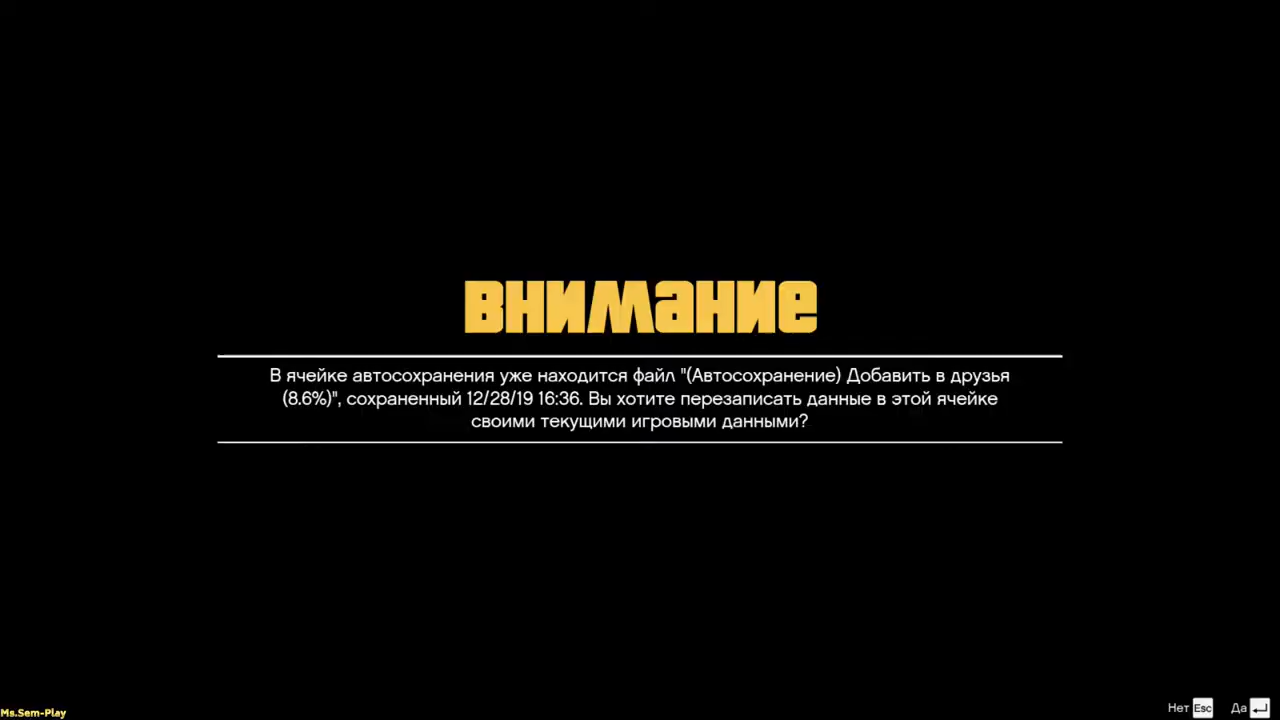 внимание
В ячейке автосохранения уже находится файл "(Автосохранение) Добавить в друзья
(8.6%)", сохраненный 12/28/19 16:36. Вы хотите перезаписать данные в этой ячейке
своими текущими игровыми данными?
Ms.Sem-Play
Нет Esc Да